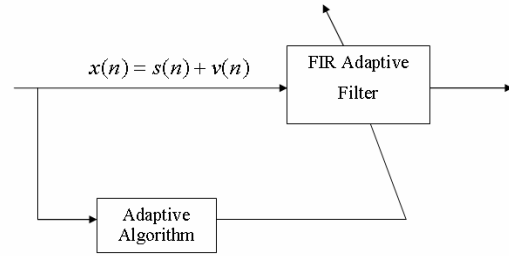 x(n) = s(n) + v(n)
FIR Adaptive
Filter
Adaptive
Algorithm